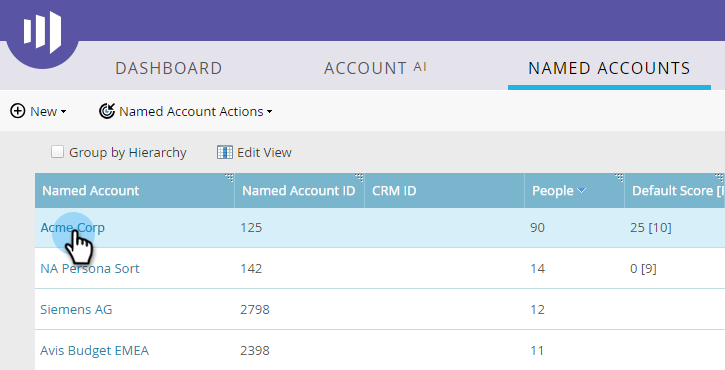 DASHBOARD ACCOUNT AI NAMED ACCOUNTS
New Named Account Actions
Group by Hierarchy Edit View
Named Account Named Account ID CRM ID People Default Score [
Acme Corp 125 90 25 [10]
NA Persona Sort 142 14 0 [9]
Siemens AG 2798 12
Avis Budget EMEA 2398 11